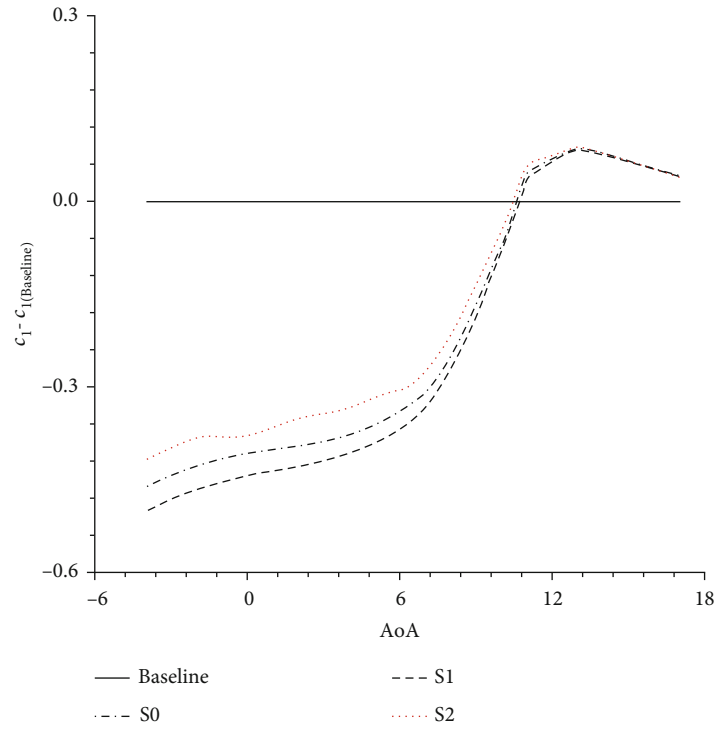 0.3
0.0
−0.3
−0.6
c1 - c1(Baseline)
−6 0 6 12 18
AoA
Baseline S1
S0 S2